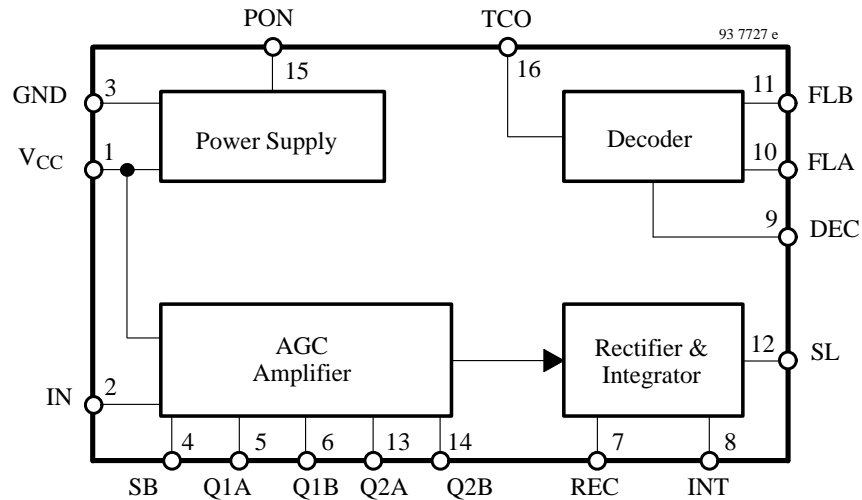 PON
TCO
93 7727 e
GND
3
15
16
11
FLB
Power Supply
Decoder
VCC
1
10
FLA
9
DEC
AGC
Amplifier
Rectifier &
Integrator
12
SL
IN
2
4
5
6
13
14
7
8
SB
Q1A
Q1B
Q2A
Q2B
REC
INT